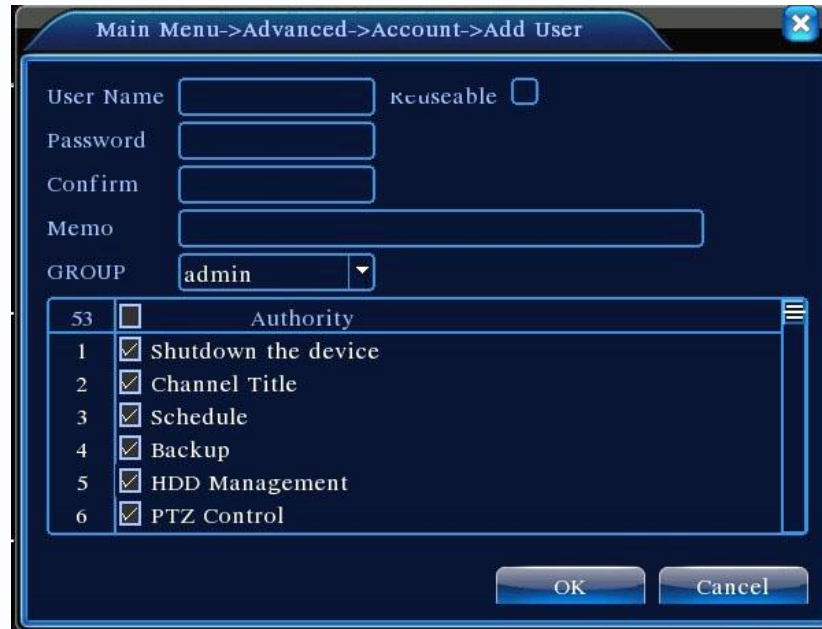 Main Menu->Advanced->Account->Add User
User Name Reuseable
Password
Confirm
Memo
GROUP admin
53 Authority
1 Shutdown the device
2 Channel Title
3 Schedule
4 Backup
5 HDD Management
6 PTZ Control
OK Cancel